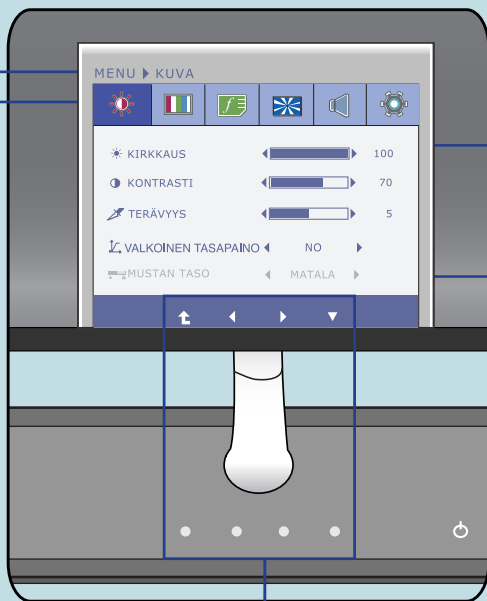 MENU ▶ KUVA
KIRKKAUS 100
KONTRASTI 70
TERÄVYYS 5
VALKOINEN TASAPAINO NO
MUSTAN TASO MATALA